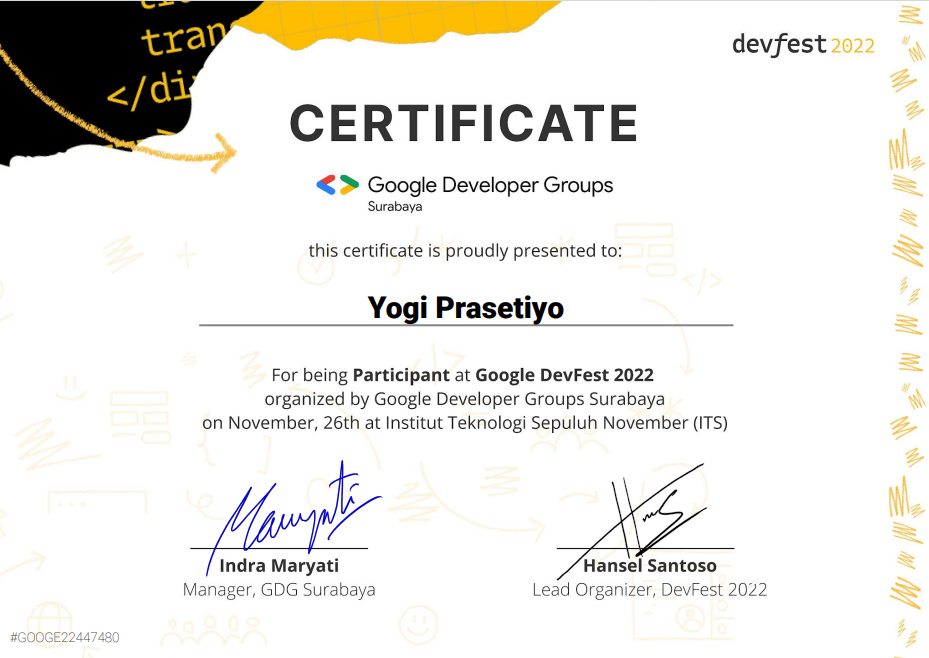 tran
</di
devfest 2022
CERTIFICATE
Google Developer Groups
Surabaya
this certificate is proudly presented to:
Yogi Prasetiyo
For being Participant at Google DevFest 2022
organized by Google Developer Groups Surabaya
on November, 26th at Institut Teknologi Sepuluh November (ITS)
Maryati
Indra Maryati
Manager, GDG Surabaya
Hansel Santoso
Lead Organizer, DevFest 2022
#GOOGE22447480